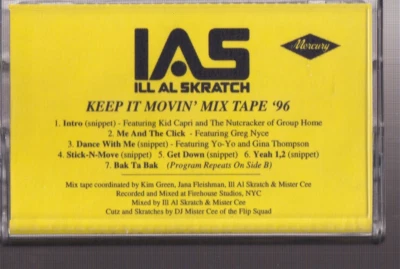 IAS
Mercury
ILL AL SKRATCH
KEEP IT MOVIN' MIX TAPE '96
1. Intro (snippet) - Featuring Kid Capri and The Nutcracker of Group Home
2. Me And The Click - Featuring Greg Nyce
3. Dance With Me (snippet) - Featuring Yo-Yo and Gina Thompson
4. Stick-N-Move (snippet) 5. Get Down (snippet) 6. Yeah 1,2 (snippet)
7. Bak Ta Bak (Program Repeats On Side B)
Mix tape coordinated by Kim Green, Jana Fleishman, Ill Al Skratch & Mister Cee
Recorded and Mixed at Firehouse Studios, NYC
Mixed by Ill Al Skratch & Mister Cee
Cutz and Skratches by DJ Mister Cee of the Flip Squad